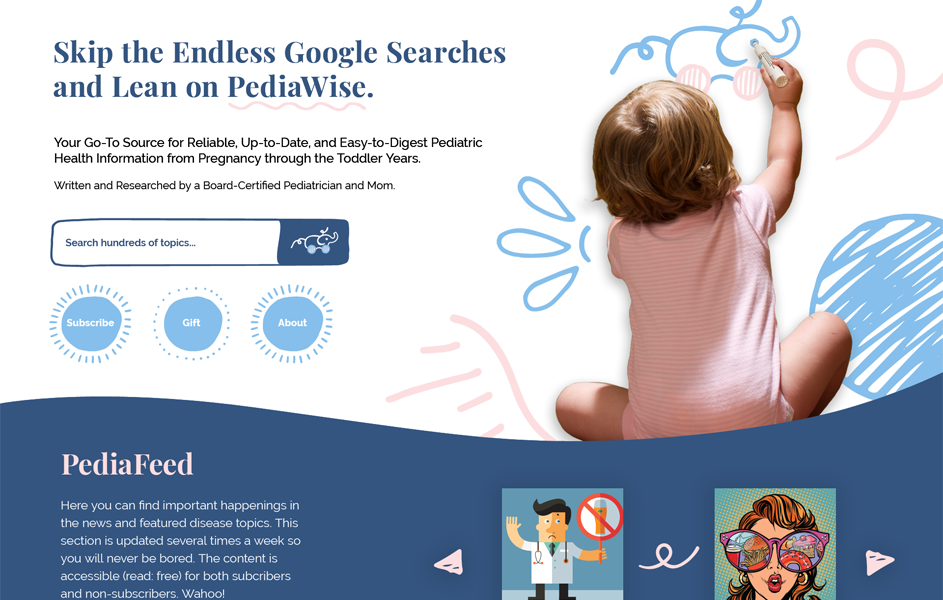 Skip the Endless Google Searches
and Lean on PediaWise.
Your Go-To Source for Reliable, Up-to-Date, and Easy-to-Digest Pediatric
Health Information from Pregnancy through the Toddler Years.
Written and Researched by a Board-Certified Pediatrician and Mom.
Search hundreds of topics...
Subscribe
Gift
About
PediaFeed
Here you can find important happenings in
the news and featured disease topics. This
section is updated several times a week so
you will never be bored. The content is
accessible (read: free) for both subcribers
and non-subscribers. Wahoo!